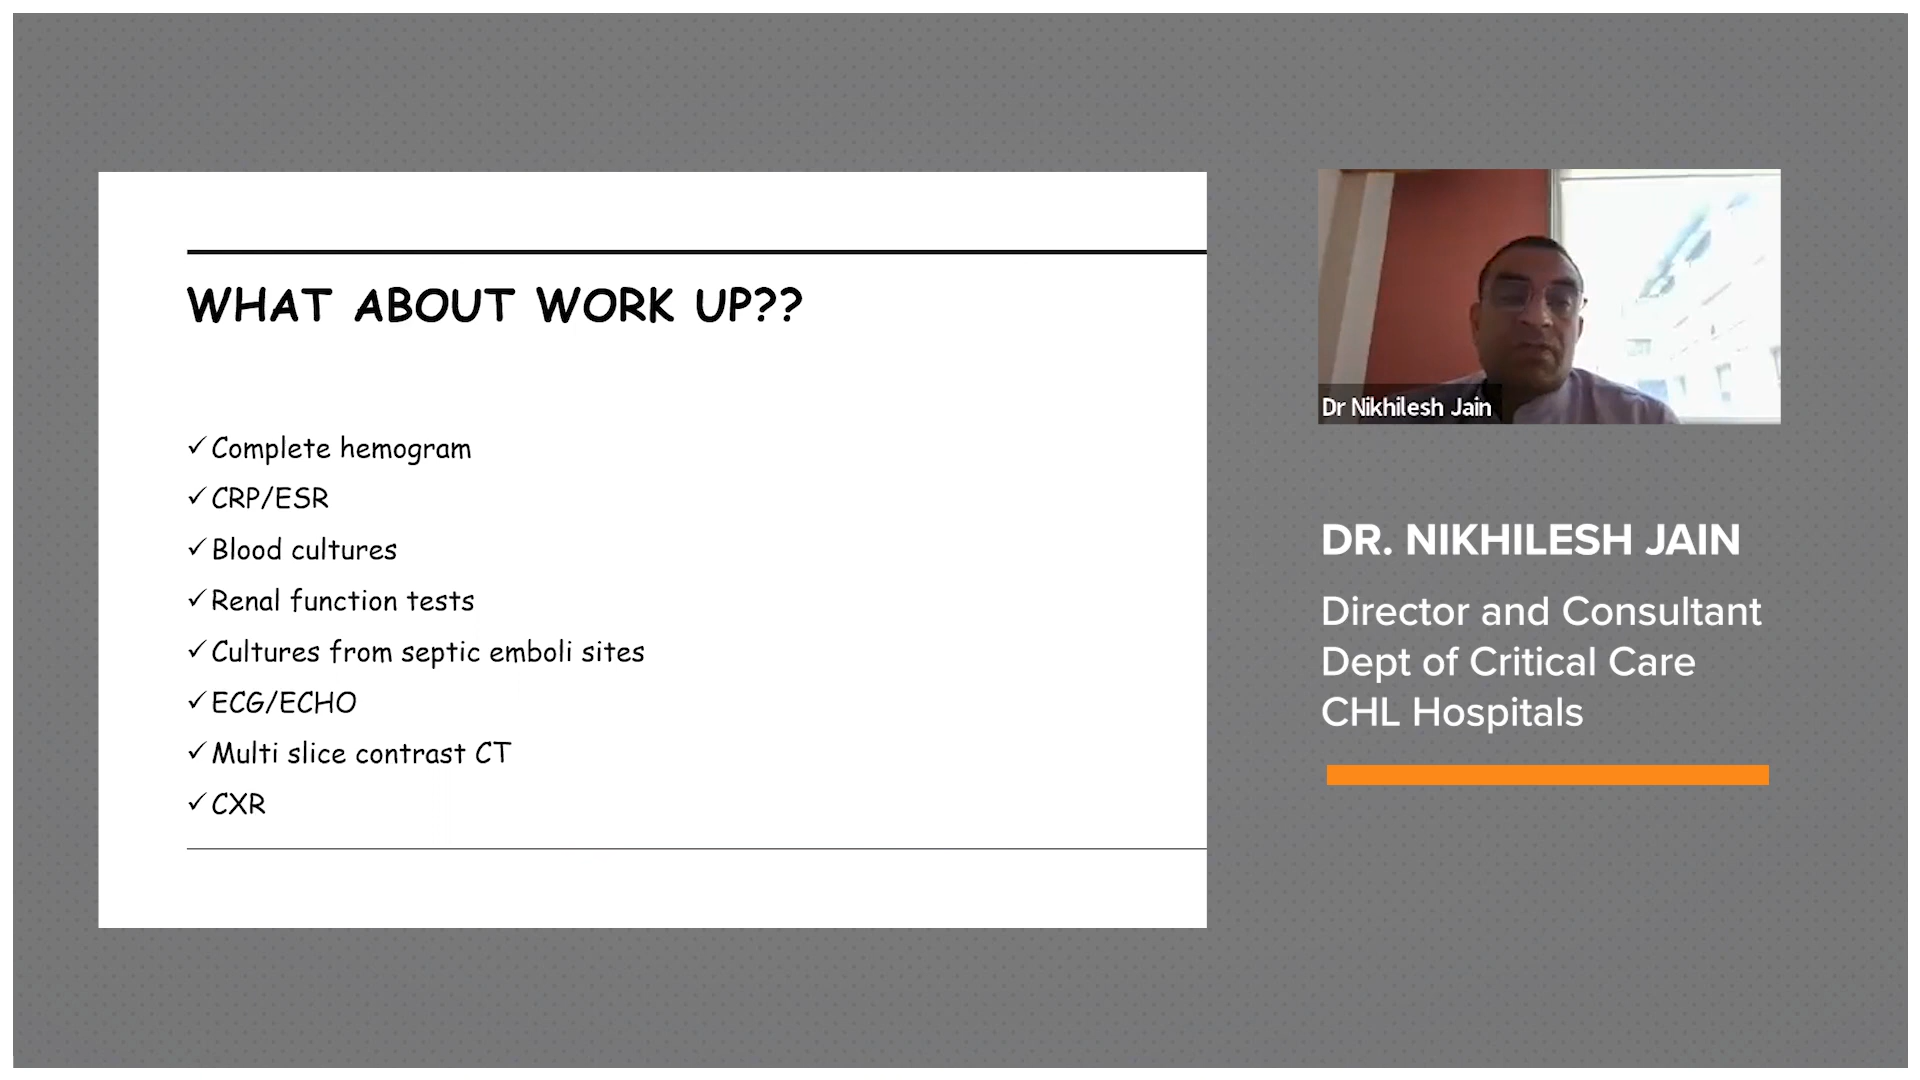 WHAT ABOUT WORK UP??
✓ Complete hemogram
✓ CRP/ESR
✓ Blood cultures
✓ Renal function tests
✓ Cultures from septic emboli sites
✓ ECG/ECHO
✓ Multi slice contrast CT
✓ CXR
Dr Nikhilesh Jain
DR. NIKHILESH JAIN
Director and Consultant
Dept of Critical Care
CHL Hospitals